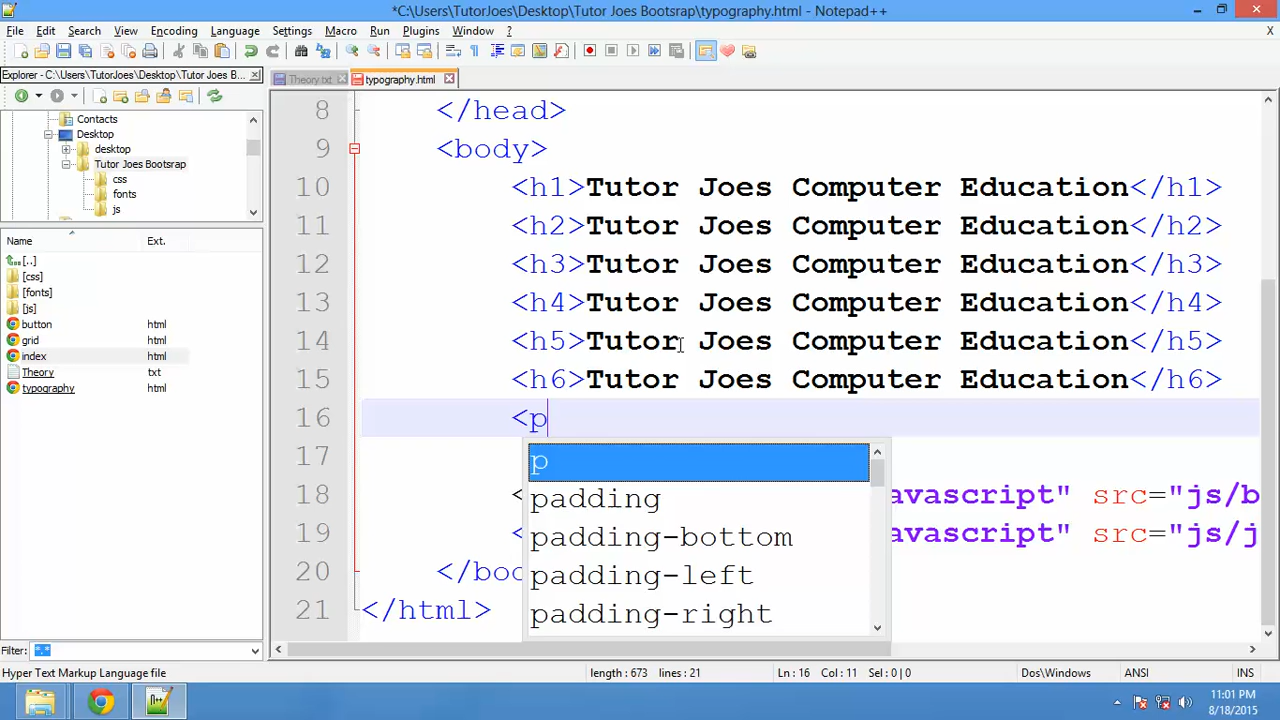 *C:\Users\TutorJoes\Desktop\Tutor Joes Bootsrap\typography.html - Notepad++
File Edit Search View Encoding Language Settings Macro Run Plugins Window ? X
Explorer - C:\Users\TutorJoes\Desktop\Tutor Joes B...
Theory.txt
typography.html
Contacts
Desktop
desktop
Tutor Joes Bootsrap
css
fonts
js
Name Ext.
[..]
[css]
[fonts]
[js]
button html
grid html
index html
Theory txt
typography html
Filter: *.*
8 </head>
9 <body>
10 <h1>Tutor Joes Computer Education</h1>
11 <h2>Tutor Joes Computer Education</h2>
12 <h3>Tutor Joes Computer Education</h3>
13 <h4>Tutor Joes Computer Education</h4>
14 <h5>Tutor Joes Computer Education</h5>
15 <h6>Tutor Joes Computer Education</h6>
16 <p
17
18 < avascript" src="js/b
19 < avascript" src="js/j
20 </bod
21 </html>
p
padding
padding-bottom
padding-left
padding-right
Hyper Text Markup Language file length : 673 lines : 21 Ln : 16 Col : 11 Sel : 0 | 0 Dos\Windows ANSI INS
11:01 PM
8/18/2015